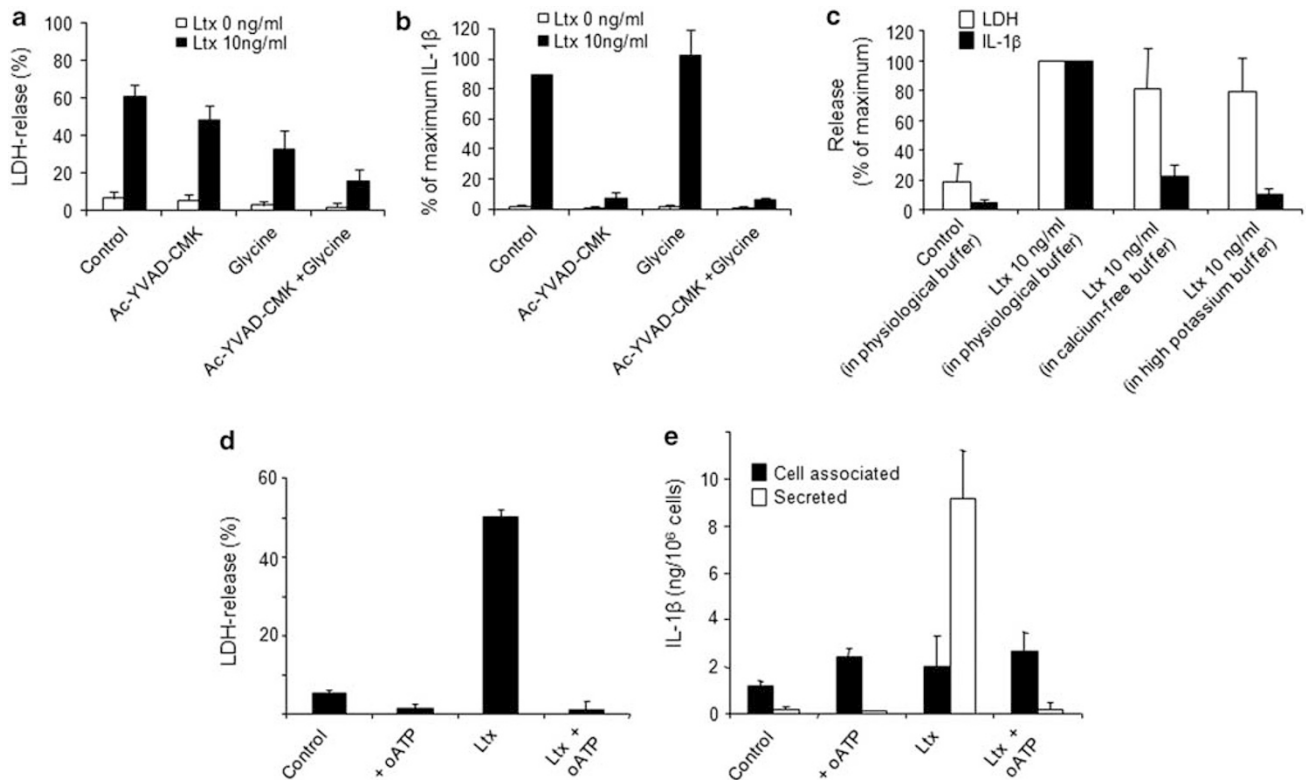 a
Ltx 0 ng/ml
Ltx 10ng/ml
LDH-relase (%)
100
80
60
40
20
0
Control
Ac-YVAD-CMK
Glycine
Ac-YVAD-CMK +Glycine
b
Ltx 0 ng/ml
Ltx 10ng/ml
% of maximum IL-1β
120
100
80
60
40
20
0
Control
Ac-YVAD-CMK
Glycine
Ac-YVAD-CMK +Glycine
c
LDH
IL-1β
Release
(% of maximum)
120
100
80
60
40
20
0
Control
(in physiological buffer)
Ltx 10 ng/ml
(in physiological buffer)
Ltx 10 ng/ml
(in calcium-free buffer)
Ltx 10 ng/ml
(in high potassium buffer)
d
LDH-release (%)
60
40
20
Control
+ oATP
Ltx
Ltx +
oATP
e
Cell associated
Secreted
IL-1β (ng/10⁶ cells)
10
8
6
4
2
0
Control
+ oATP
Ltx
Ltx +
oATP